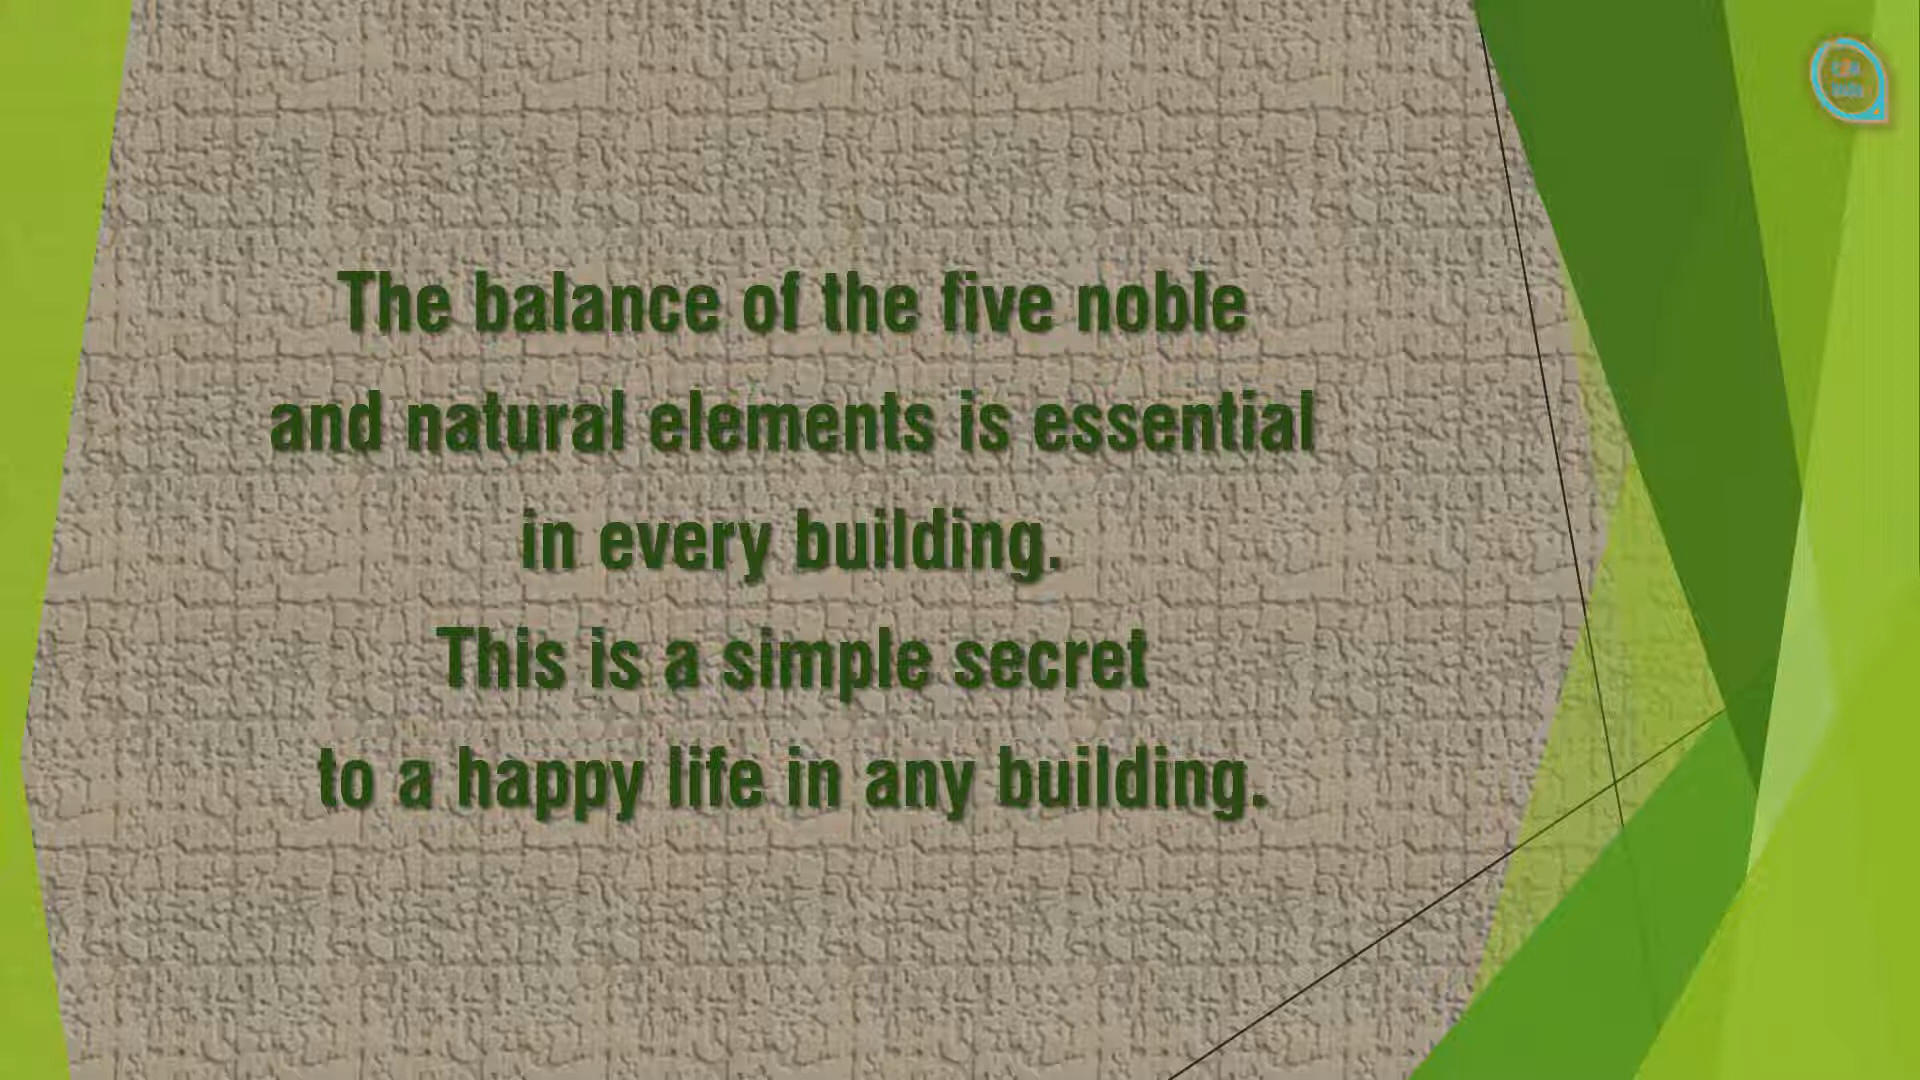 The balance of the five noble
and natural elements is essential
in every building.
This is a simple secret
to a happy life in any building.